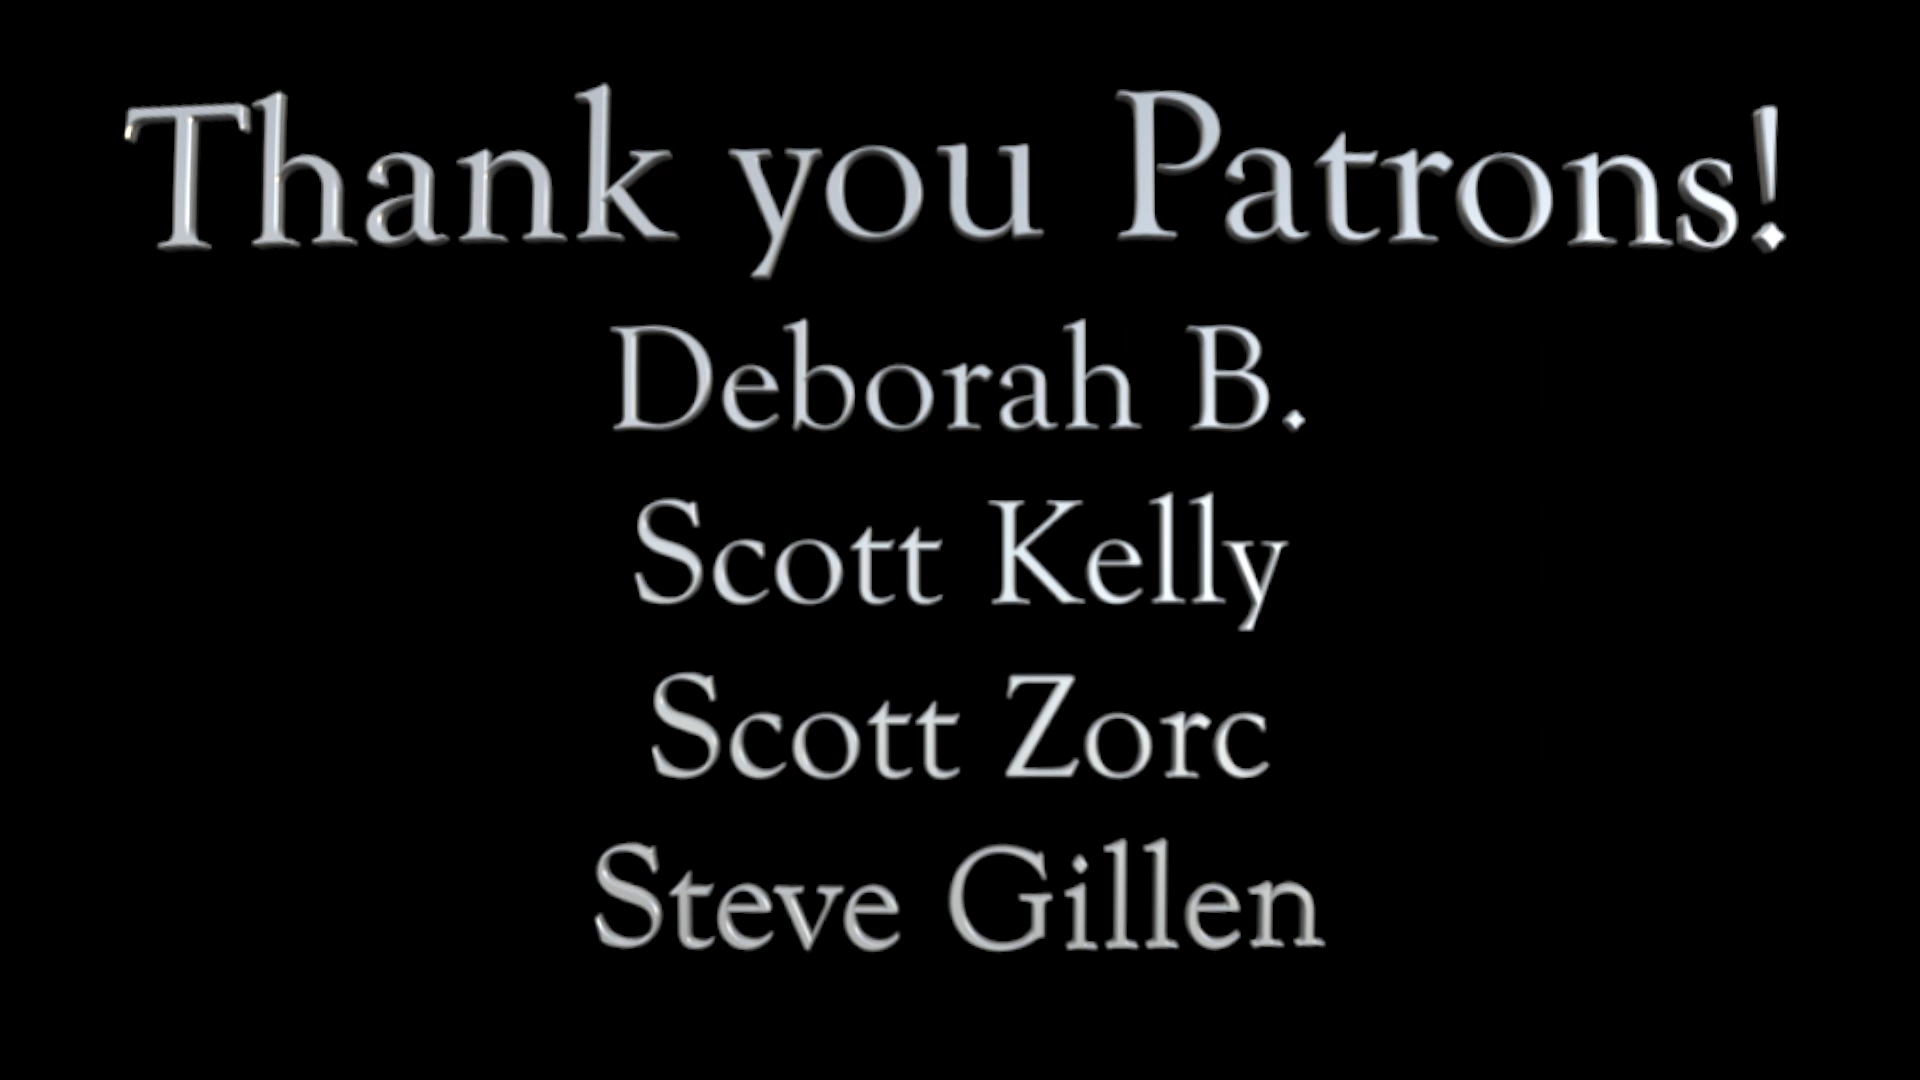 Thank you Patrons!
Deborah B.
Scott Kelly
Scott Zorc
Steve Gillen